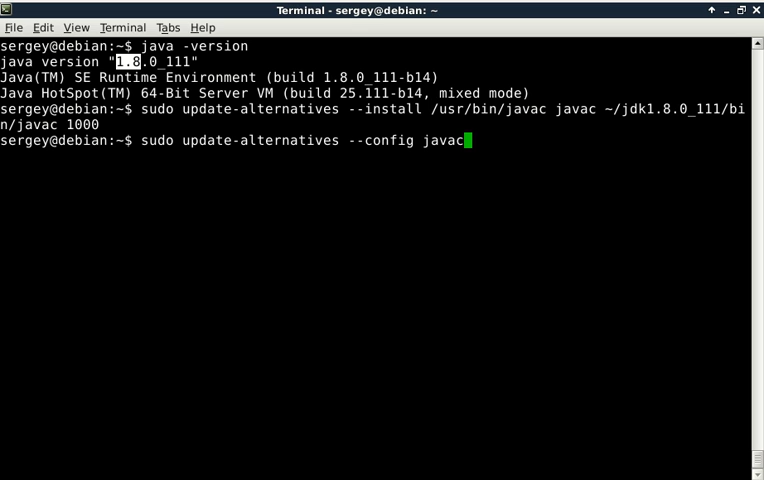 Terminal - sergey@debian: ~
File Edit View Terminal Tabs Help
sergey@debian:~$ java -version
java version "1.8.0_111"
Java(TM) SE Runtime Environment (build 1.8.0_111-b14)
Java HotSpot(TM) 64-Bit Server VM (build 25.111-b14, mixed mode)
sergey@debian:~$ sudo update-alternatives --install /usr/bin/javac javac ~/jdk1.8.0_111/bi
n/javac 1000
sergey@debian:~$ sudo update-alternatives --config javac